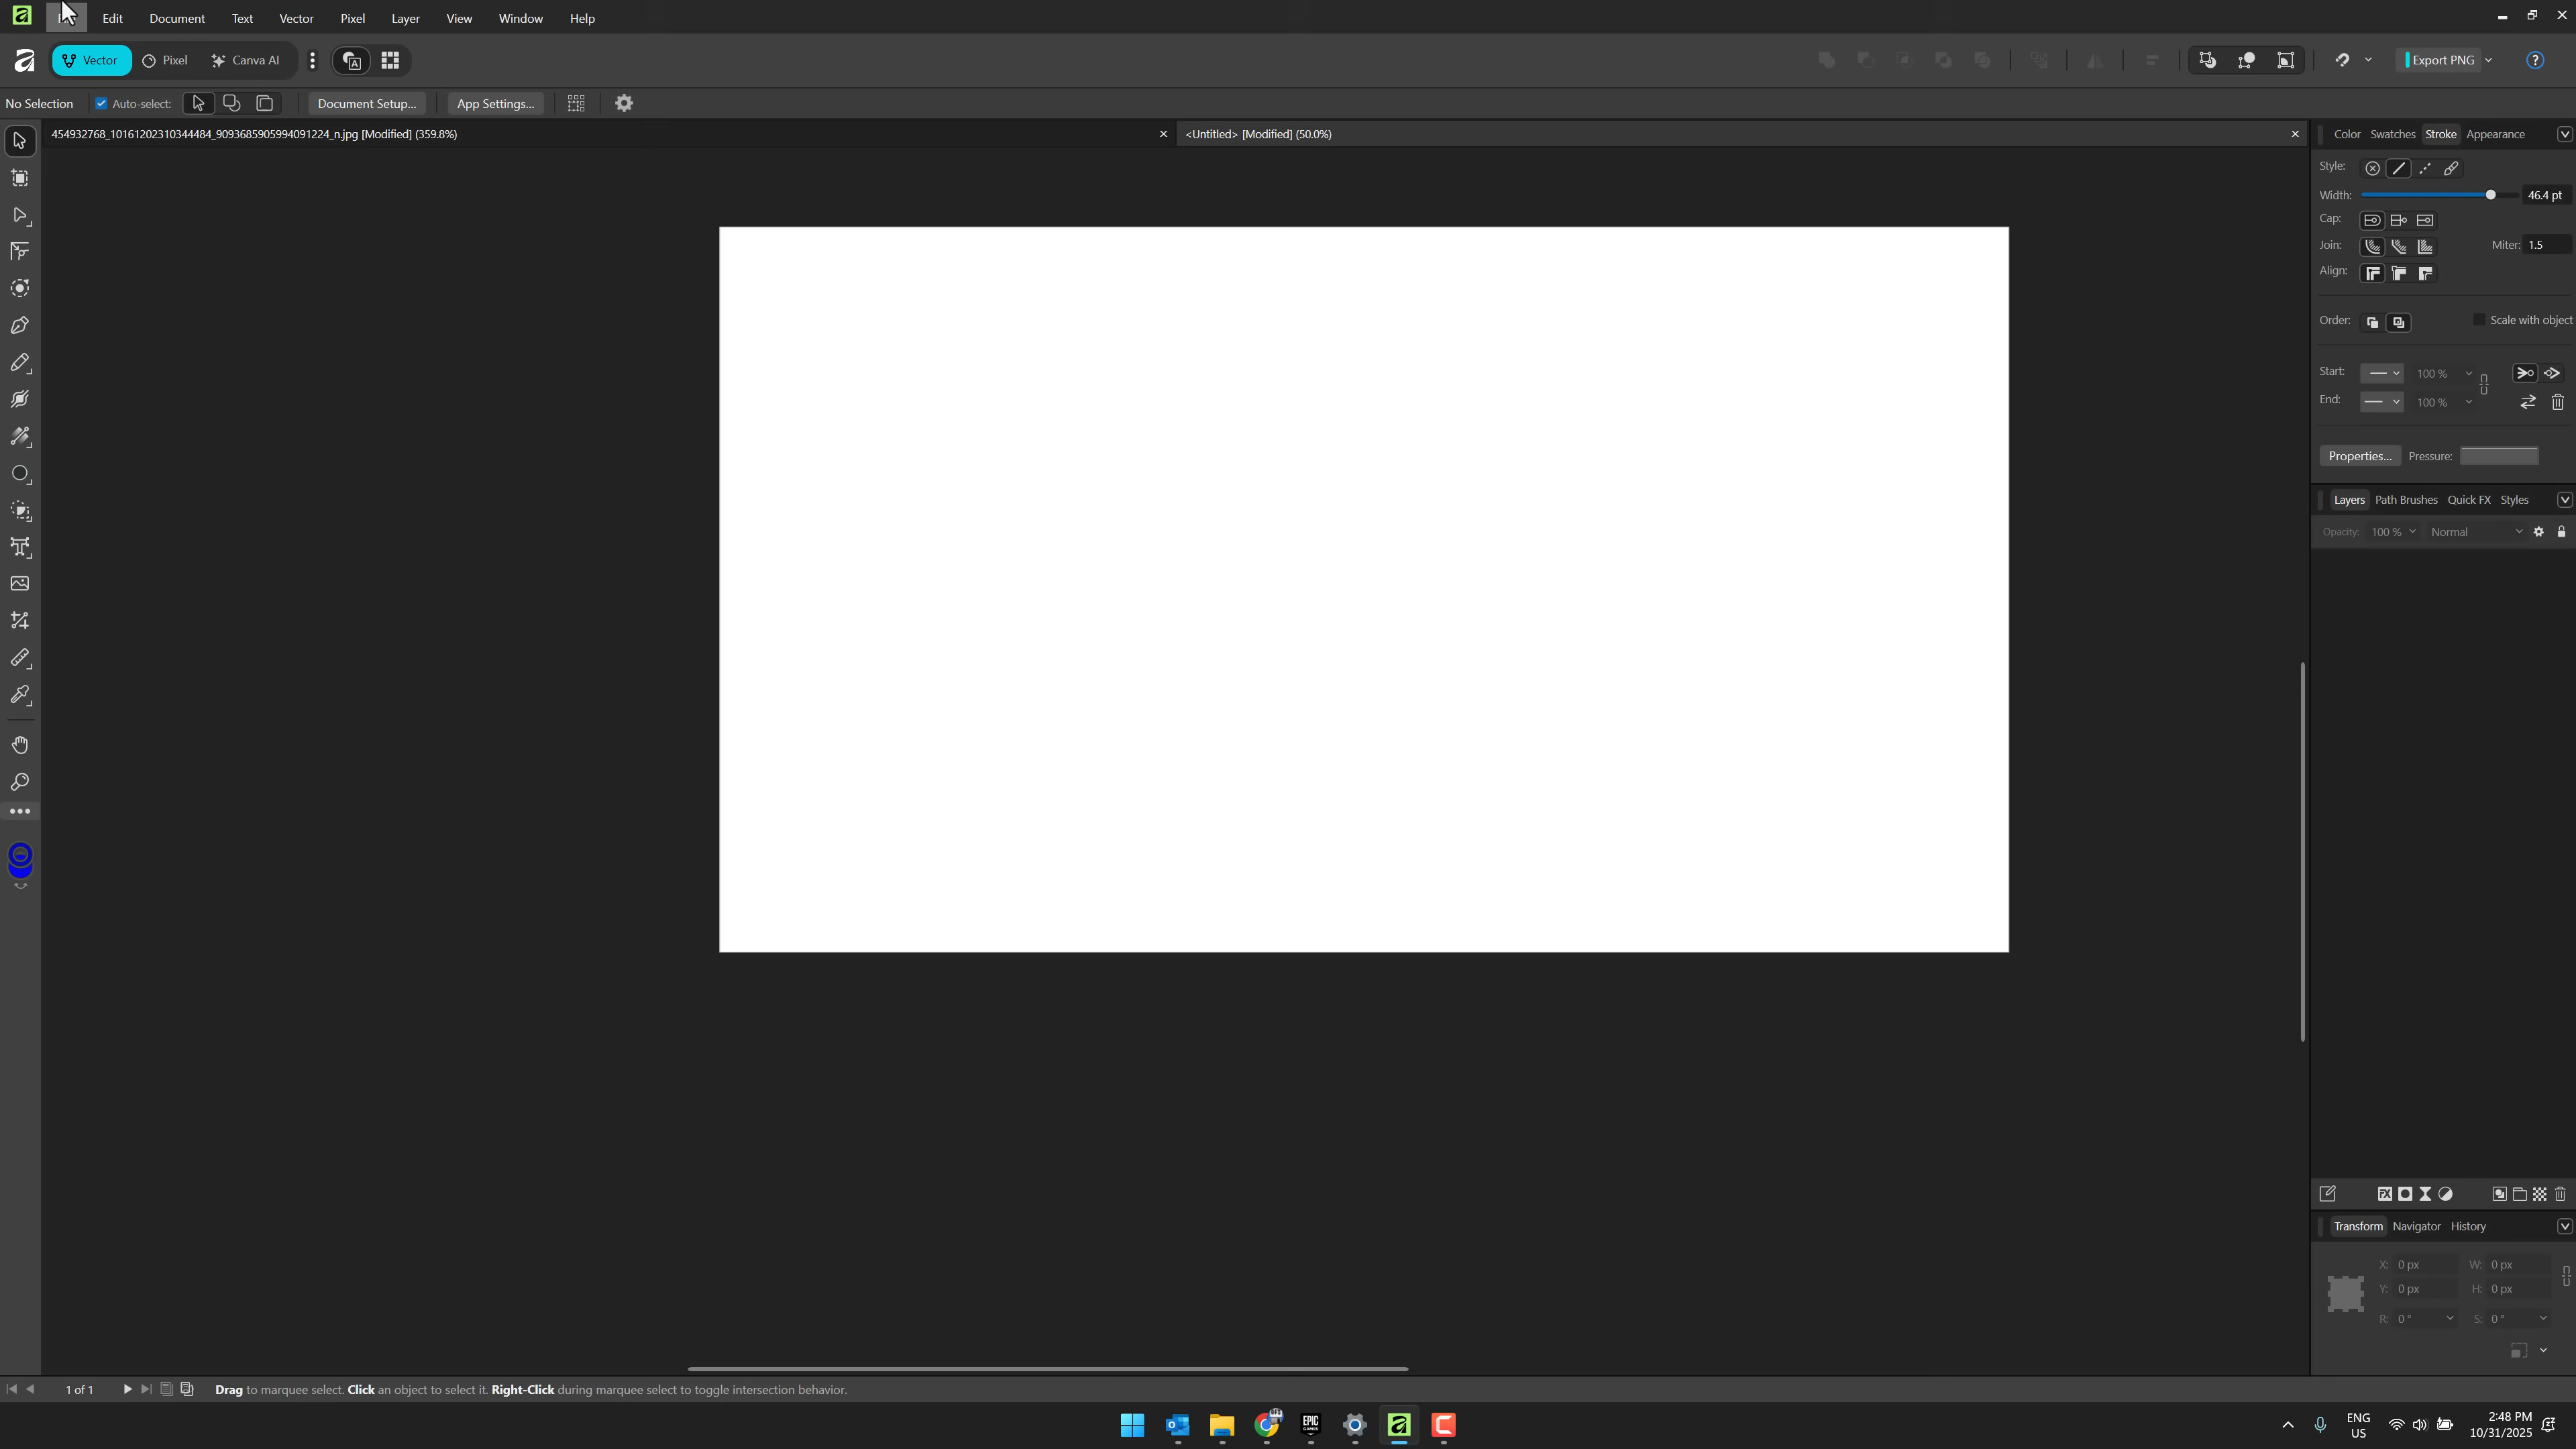 Edit Document Text Vector Pixel Layer View Window Help
Vector Pixel Canva AI Export PNG
No Selection Auto-select: Document Setup... App Settings...
454932768_10161202310344484_9093685905994091224_n.jpg [Modified] (359.8%)
<Untitled> [Modified] (50.0%)
Color Swatches Stroke Appearance
Style:
Width: 46.4 pt
Cap:
Join: Miter: 1.5
Align:
Order: Scale with object
Start: 100 %
End: 100 %
Properties... Pressure:
Layers Path Brushes Quick FX Styles
Opacity: 100 % Normal
Transform Navigator History
X: 0 px W: 0 px
Y: 0 px H: 0 px
R: 0 ° S: 0 °
1 of 1 Drag to marquee select. Click an object to select it. Right-Click during marquee select to toggle intersection behavior.
EPIC GAMES
ENG 2:48 PM
US 10/31/2025